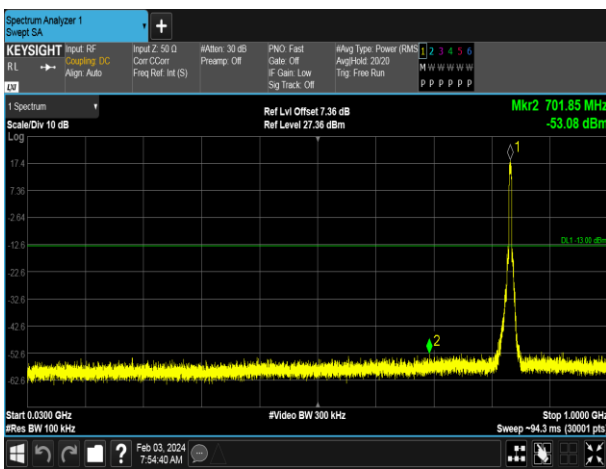 Spectrum Analyzer 1
Swept SA
+
KEYSIGHT
RL
Input: RF
Coupling: DC
Align: Auto
Input Z: 50 Ω
Corr CCorr
Freq Ref: Int (S)
#Atten: 30 dB
Preamp: Off
PNO: Fast
Gate: Off
IF Gain: Low
Sig Track: Off
#Avg Type: Power (RMS
Avg|Hold: 20/20
Trig: Free Run
1 2 3 4 5 6
M W W W W W
P P P P P P
1 Spectrum
Scale/Div 10 dB
Log
Ref Lvl Offset 7.36 dB
Ref Level 27.36 dBm
Mkr2 701.85 MHz
-53.08 dBm
1
17.4
7.36
-2.64
-12.6
DL1 -13.00 dBm
-22.6
-32.6
-42.6
2
-52.6
-62.6
Start 0.0300 GHz
#Res BW 100 kHz
#Video BW 300 kHz
Stop 1.0000 GHz
Sweep ~94.3 ms (30001 pts)
?
Feb 03, 2024
7:54:40 AM